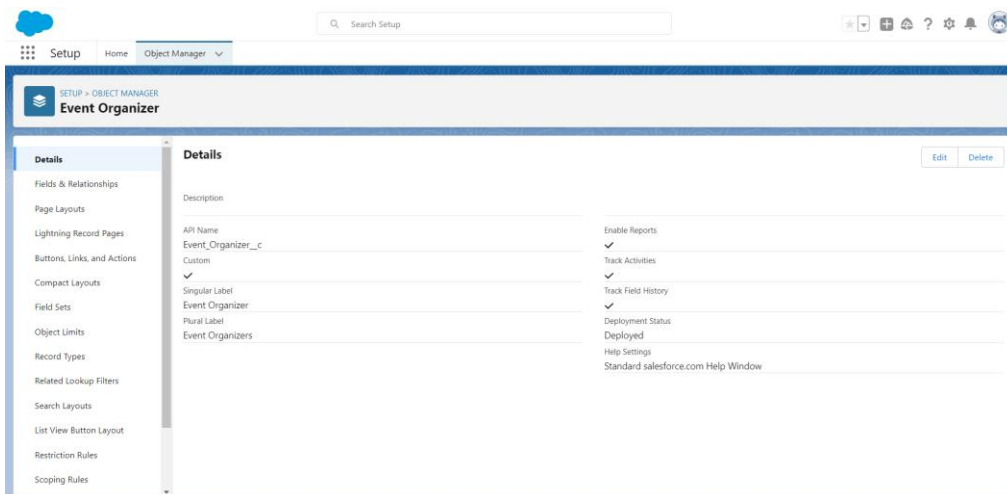 Search Setup
Setup
Home
Object Manager
SETUP > OBJECT MANAGER
Event Organizer
Details
Fields & Relationships
Page Layouts
Lightning Record Pages
Buttons, Links, and Actions
Compact Layouts
Field Sets
Object Limits
Record Types
Related Lookup Filters
Search Layouts
List View Button Layout
Restriction Rules
Scoping Rules
Details
Edit
Delete
Description
API Name
Event_Organizer__c
Custom
✓
Singular Label
Event Organizer
Plural Label
Event Organizers
Enable Reports
✓
Track Activities
✓
Track Field History
✓
Deployment Status
Deployed
Help Settings
Standard salesforce.com Help Window